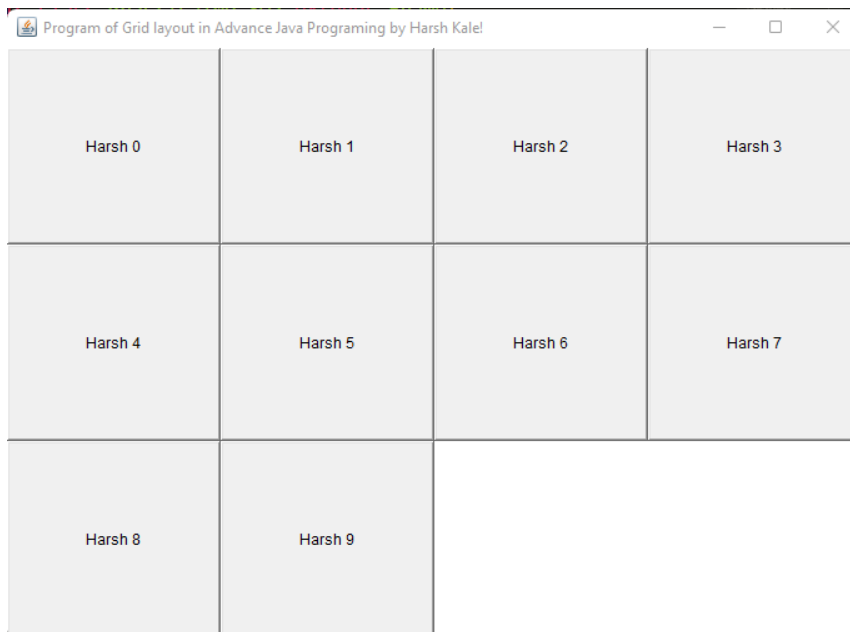 Program of Grid layout in Advance Java Programing by Harsh Kale!
Harsh 0 Harsh 1 Harsh 2 Harsh 3
Harsh 4 Harsh 5 Harsh 6 Harsh 7
Harsh 8 Harsh 9